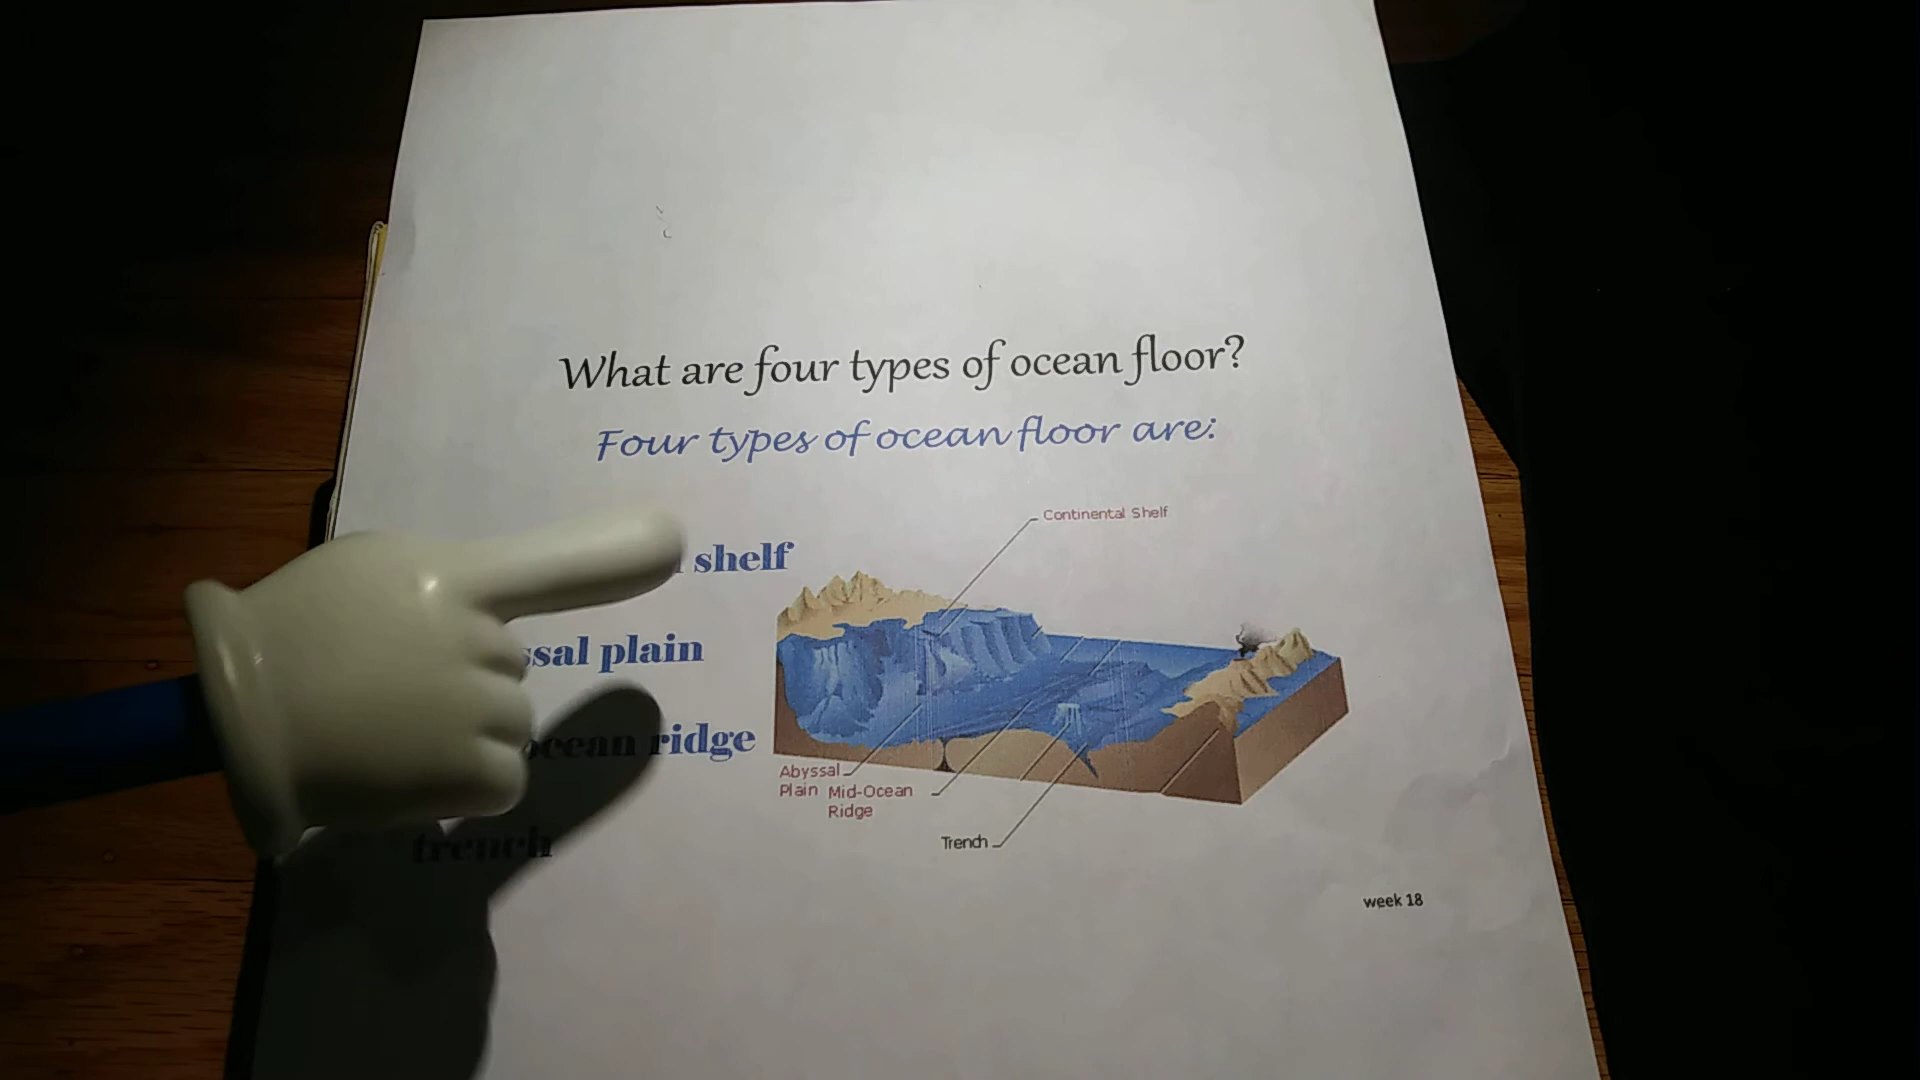 What are four types of ocean floor?
Four types of ocean floor are:
Continental Shelf
shelf
plain
ridge
trench
Abyssal
Plain Mid-Ocean
Ridge
Trench
week 18